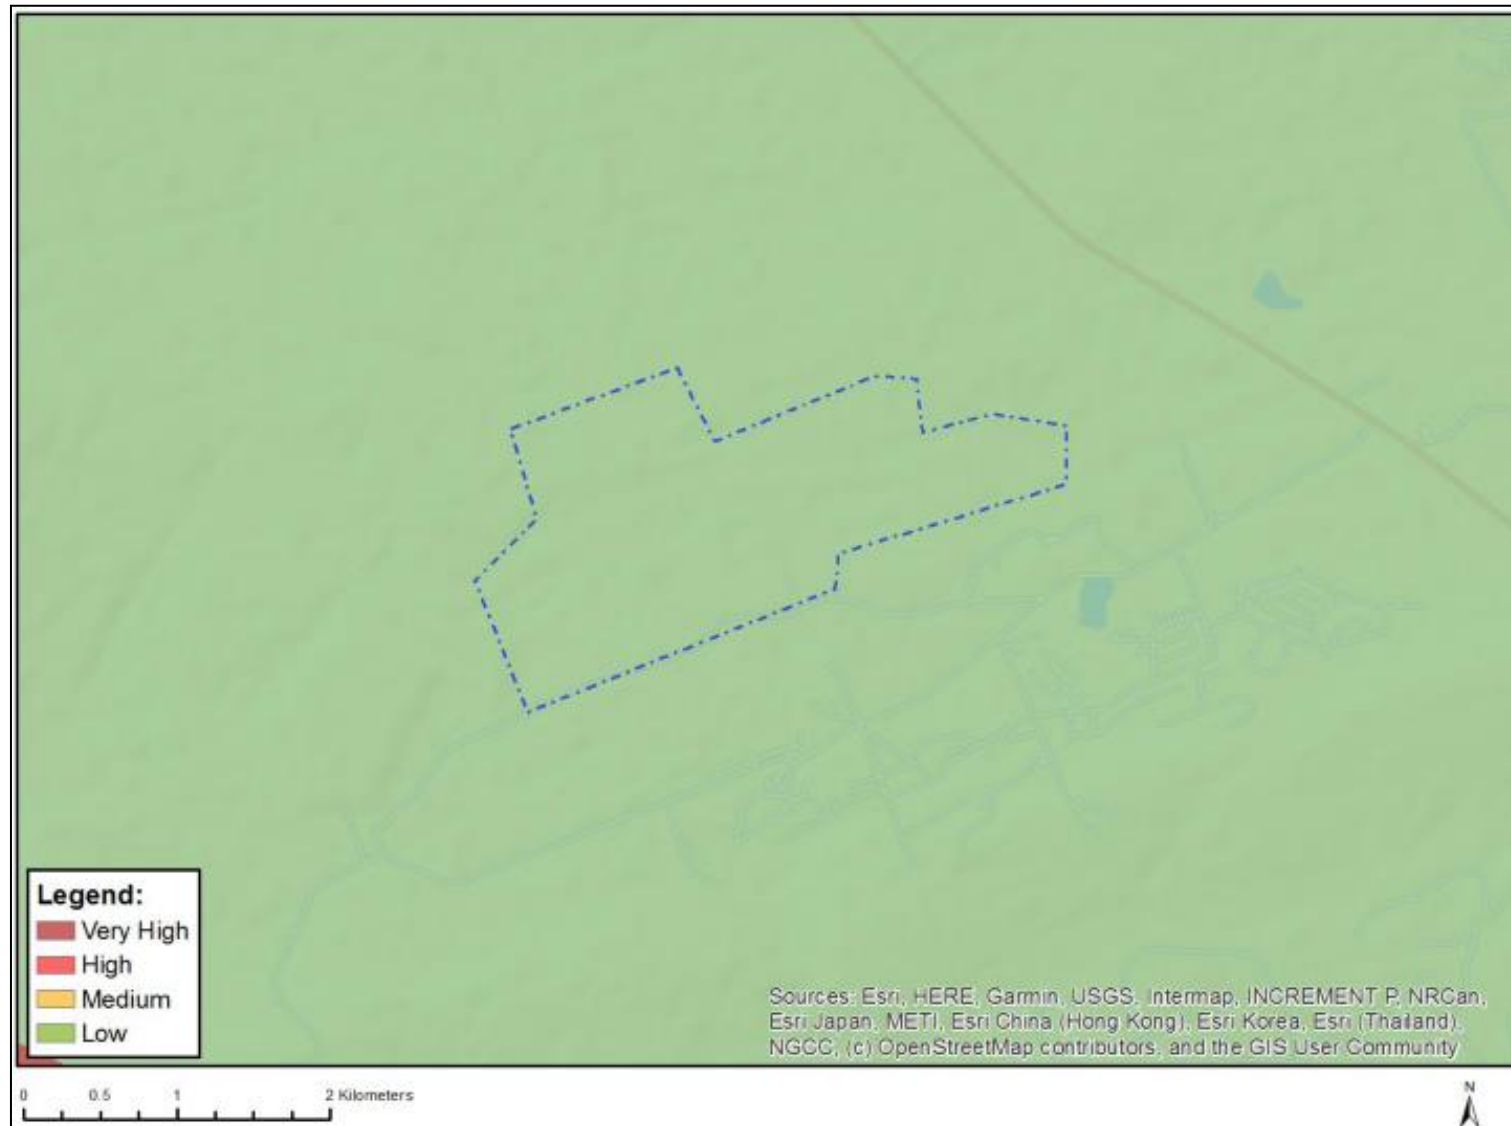 Legend:
Very High
High
Medium
Low
Sources: Esri, HERE, Garmin, USGS, Intermap, INCREMENT P, NRCan,
Esri Japan, METI, Esri China (Hong Kong), Esri Korea, Esri (Thailand),
NGCC, (c) OpenStreetMap contributors, and the GIS User Community
0 0.5 1 2 Kilometers
N